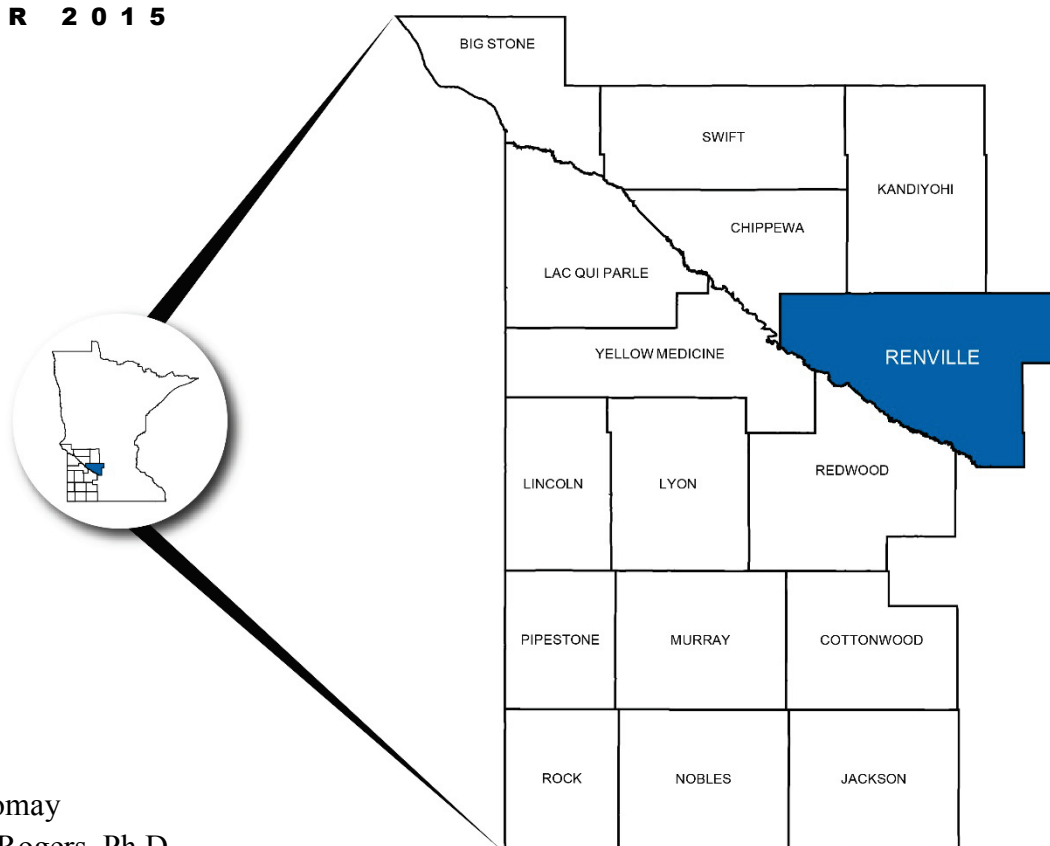 R 2015
BIG STONE
SWIFT
KANDIYOHI
CHIPPEWA
LAC QUI PARLE
YELLOW MEDICINE
RENVILLE
REDWOOD
LINCOLN
LYON
PIPESTONE
MURRAY
COTTONWOOD
ROCK
NOBLES
JACKSON
omay
Rogers, Ph.D.